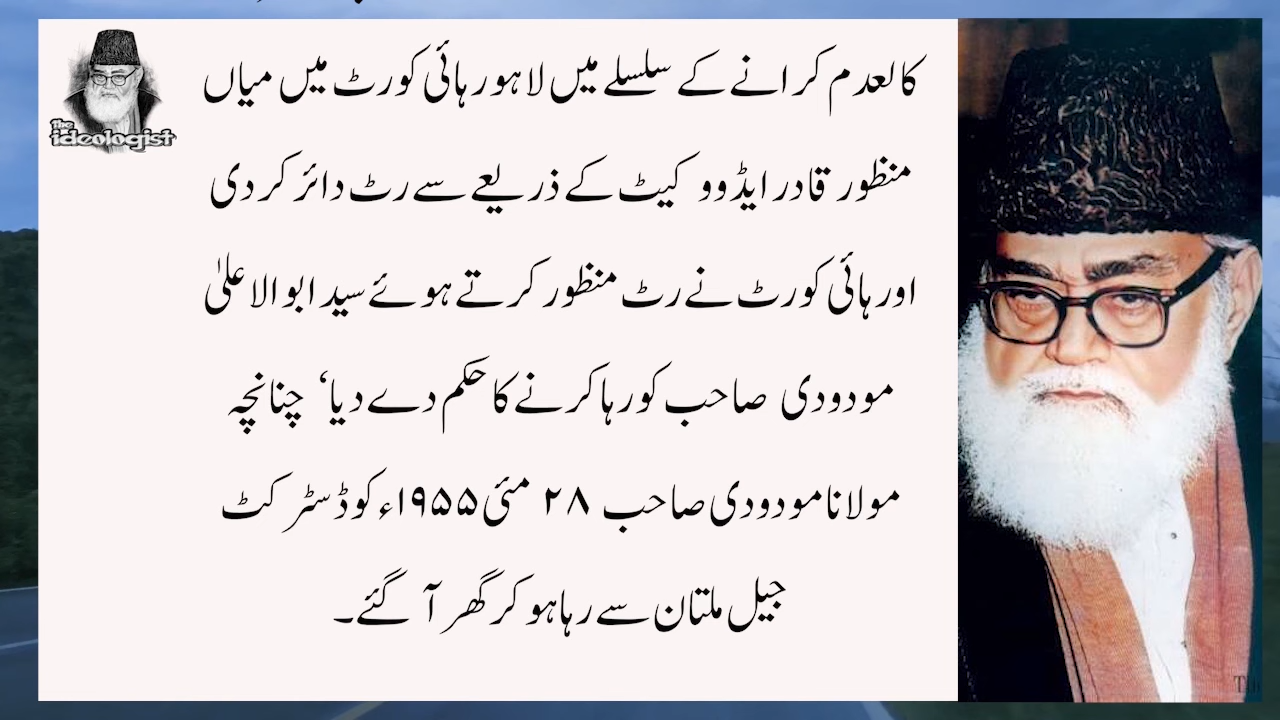 The
ideologist
کالعدم کرانے کے سلسلے میں لاہور ہائی کورٹ میں میاں
منظور قادر ایڈووکیٹ کے ذریعے سے رٹ دائر کر دی
اور ہائی کورٹ نے رٹ منظور کرتے ہوئے سید ابوالاعلیٰ
مودودی صاحب کو رہا کرنے کا حکم دے دیا‘ چنانچہ
مولانا مودودی صاحب ۲۸ مئی ۱۹۵۵ء کو ڈسٹرکٹ
جیل ملتان سے رہا ہو کر گھر آ گئے۔